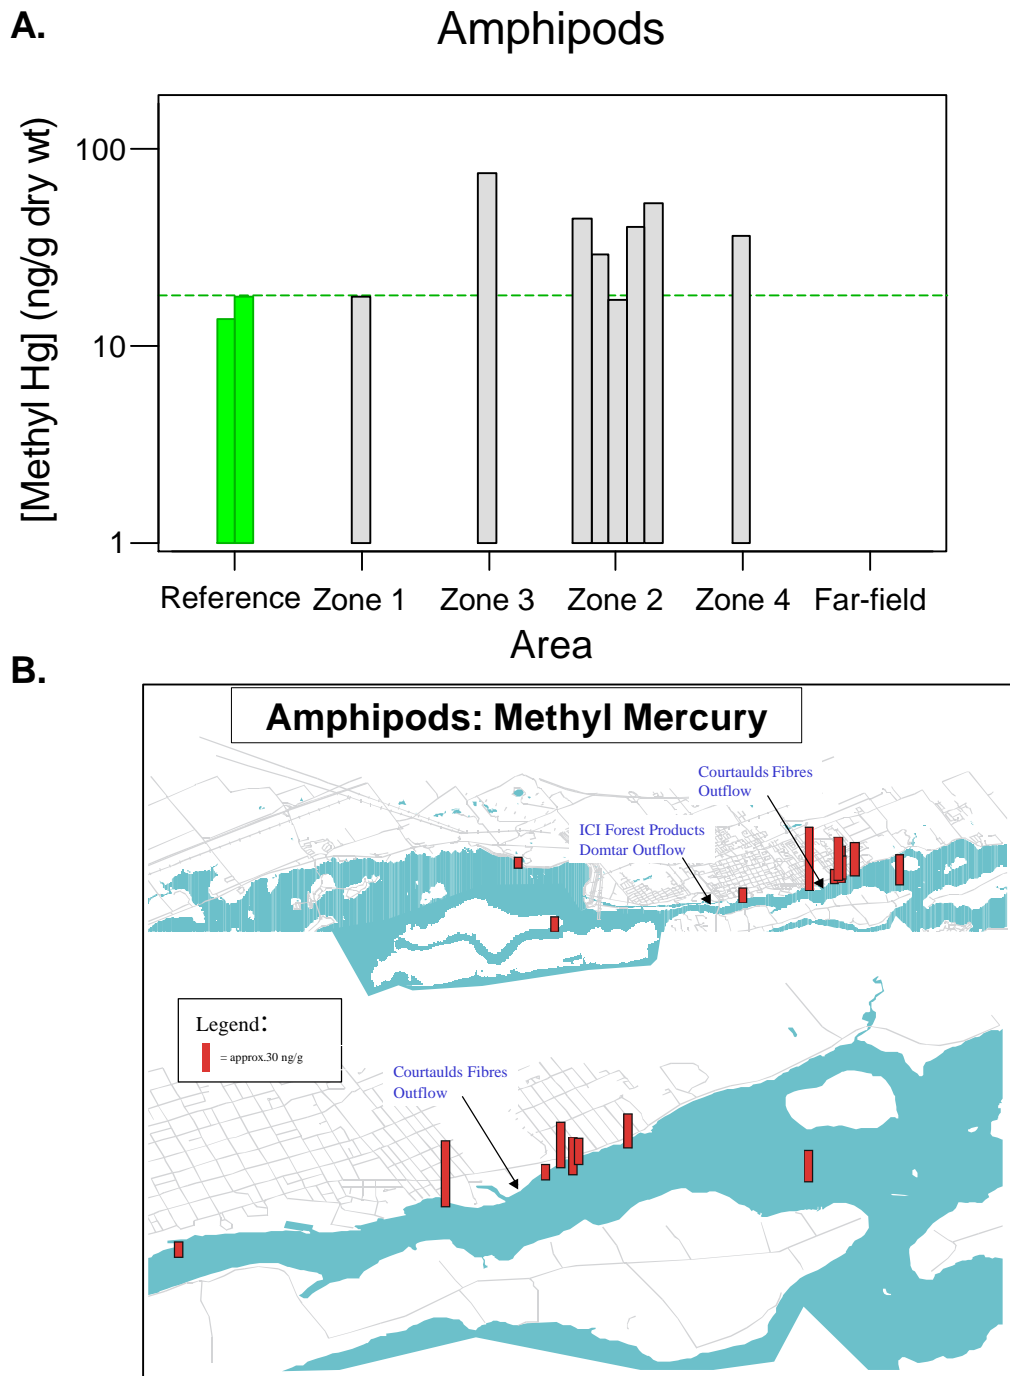 A.
Amphipods
[Methyl Hg] (ng/g dry wt)
100
10
1
Reference Zone 1 Zone 3 Zone 2 Zone 4 Far-field
Area
B.
Amphipods: Methyl Mercury
Courtaulds Fibres
Outflow
ICI Forest Products
Domtar Outflow
Legend:
= approx.30 ng/g
Courtaulds Fibres
Outflow